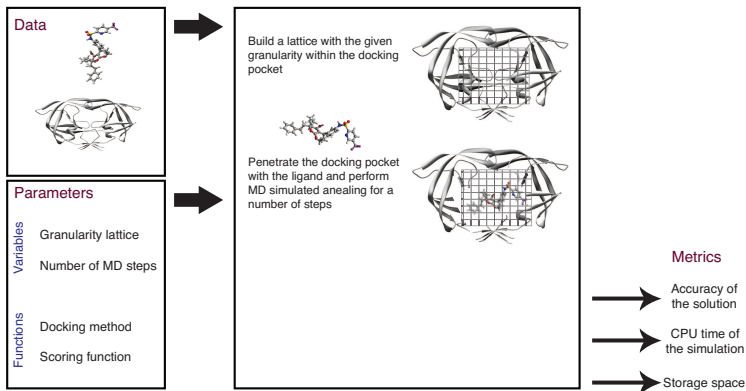 Data
Build a lattice with the given
granularity within the docking
pocket
Penetrate the docking pocket
with the ligand and perform
MD simulated anealing for a
number of steps
Parameters
Variables
Granularity lattice
Number of MD steps
Functions
Docking method
Scoring function
Metrics
Accuracy of
the solution
CPU time of
the simulation
Storage space